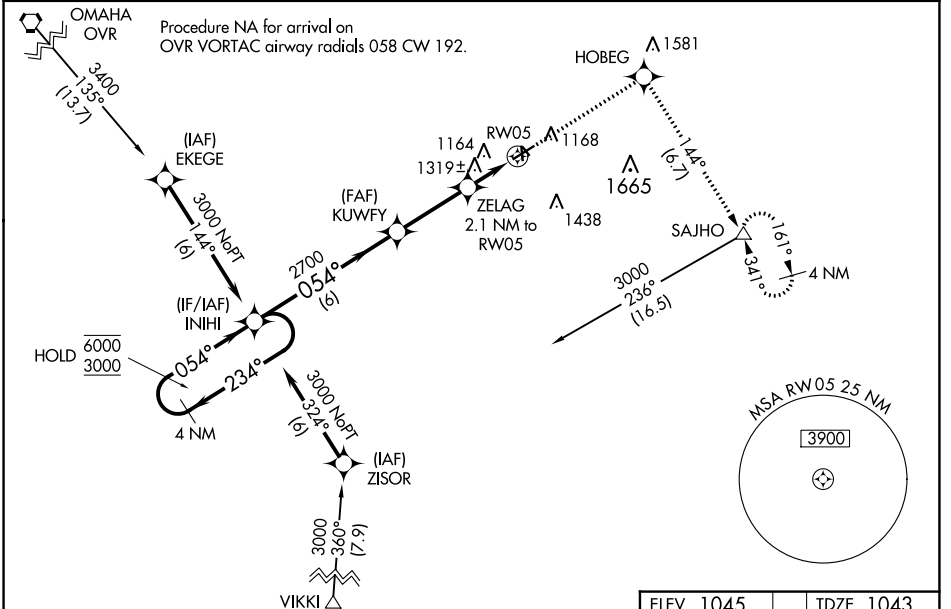 OMAHA
OVR
Procedure NA for arrival on
OVR VORTAC airway radials 058 CW 192.
3400
135°
(13.7)
HOBEG
1581
(IAF)
EKEGE
3000 NoPT
144°
(6)
RW05
1164
1168
1319±
1665
144°
(6.7)
(FAF)
KUWFY
ZELAG
2.1 NM to
RW05
1438
SAJHO
161°
341°
4 NM
2700
054°
(6)
(IF/IAF)
INIHI
3000
236°
(16.5)
HOLD
6000
3000
054°
234°
4 NM
3000 NoPT
324°
(6)
(IAF)
ZISOR
MSA RW05 25 NM
3900
3000
360°
(7.9)
VIKKI
ELEV 1045
TDZE 1043